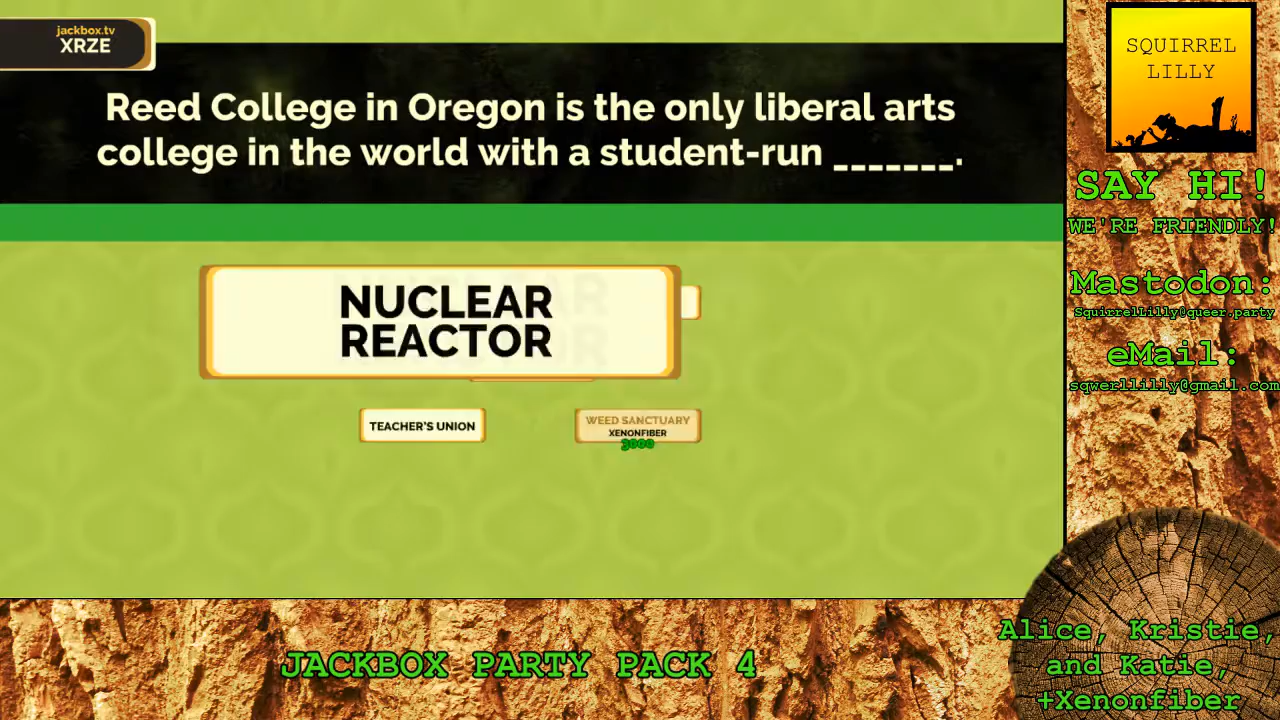 jackbox.tv
XRZE
Reed College in Oregon is the only liberal arts
college in the world with a student-run _______.
NUCLEAR
REACTOR
TEACHER'S UNION
WEED SANCTUARY
XENONFIBER
3000
SQUIRREL
LILLY
SAY HI!
WE'RE FRIENDLY!
Mastodon:
SquirrelLilly@queer.party
eMail:
sqwerllilly@gmail.com
JACKBOX PARTY PACK 4
Alice, Kristie,
and Katie,
+Xenonfiber